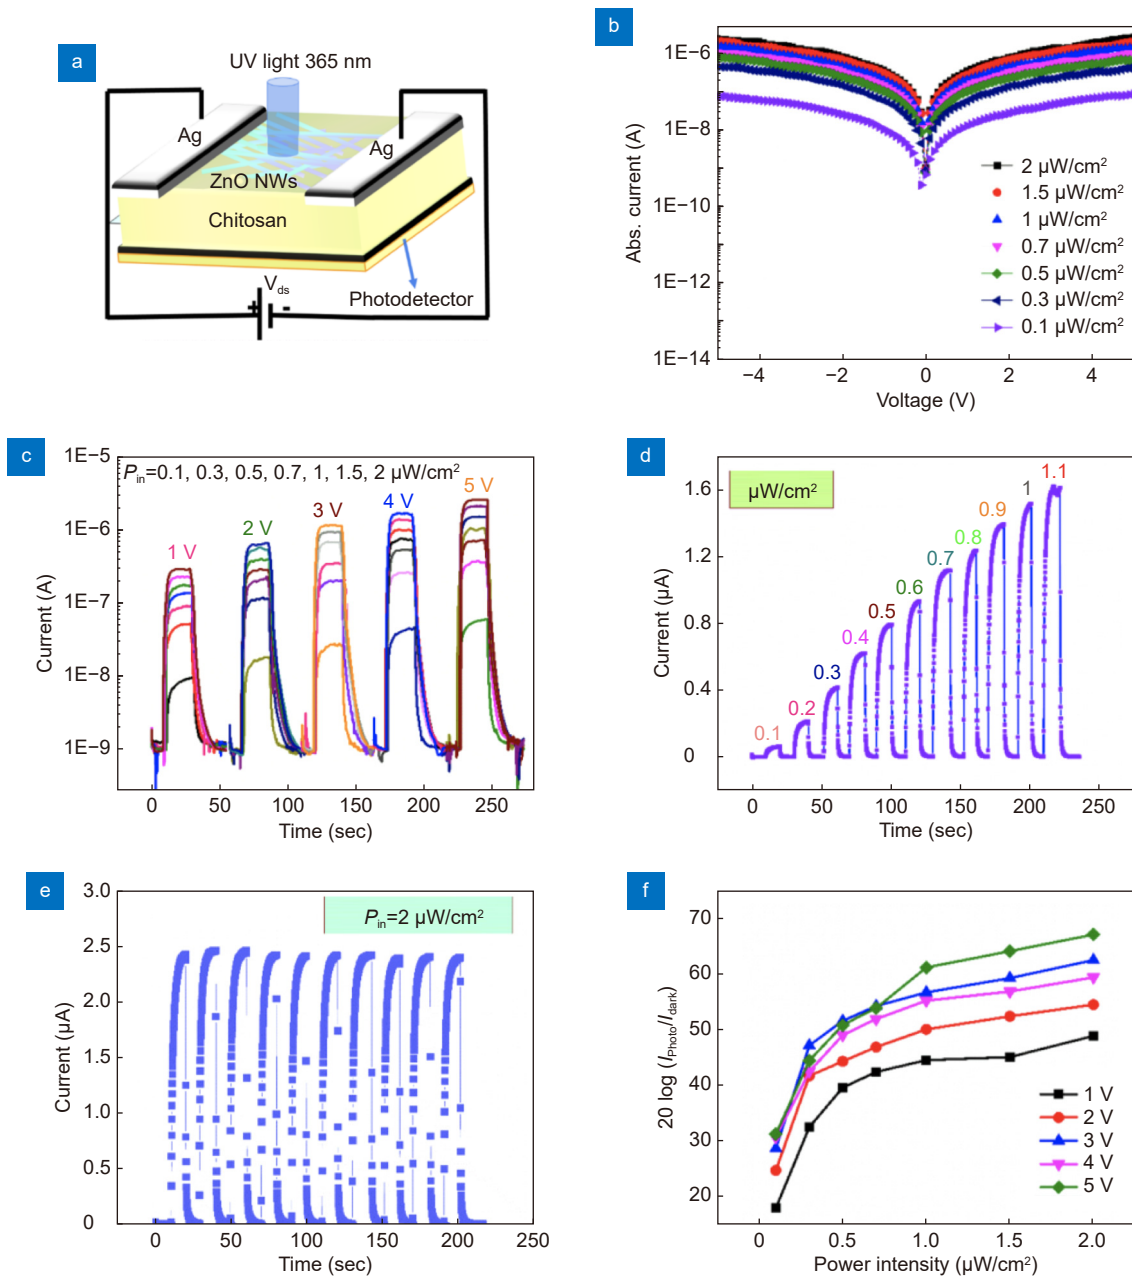 a
UV light 365 nm
Ag
Ag
ZnO NWs
Chitosan
V_ds
+
-
Photodetector
b
Abs. current (A)
1E−6
1E−8
1E−10
1E−12
1E−14
2 μW/cm²
1.5 μW/cm²
1 μW/cm²
0.7 μW/cm²
0.5 μW/cm²
0.3 μW/cm²
0.1 μW/cm²
−4 −2 0 2 4
Voltage (V)
c
P_in=0.1, 0.3, 0.5, 0.7, 1, 1.5, 2 μW/cm²
1E−5
1E−6
1E−7
1E−8
1E−9
Current (A)
1 V
2 V
3 V
4 V
5 V
0 50 100 150 200 250
Time (sec)
d
μW/cm²
1.6
1.2
0.8
0.4
0
Current (μA)
0.1
0.2
0.3
0.4
0.5
0.6
0.7
0.8
0.9
1
1.1
0 50 100 150 200 250
Time (sec)
e
P_in=2 μW/cm²
3.0
2.5
2.0
1.5
1.0
0.5
0
Current (μA)
0 50 100 150 200 250
Time (sec)
f
70
60
50
40
30
20
20 log (I_Photo/I_dark)
1 V
2 V
3 V
4 V
5 V
0 0.5 1.0 1.5 2.0
Power intensity (μW/cm²)